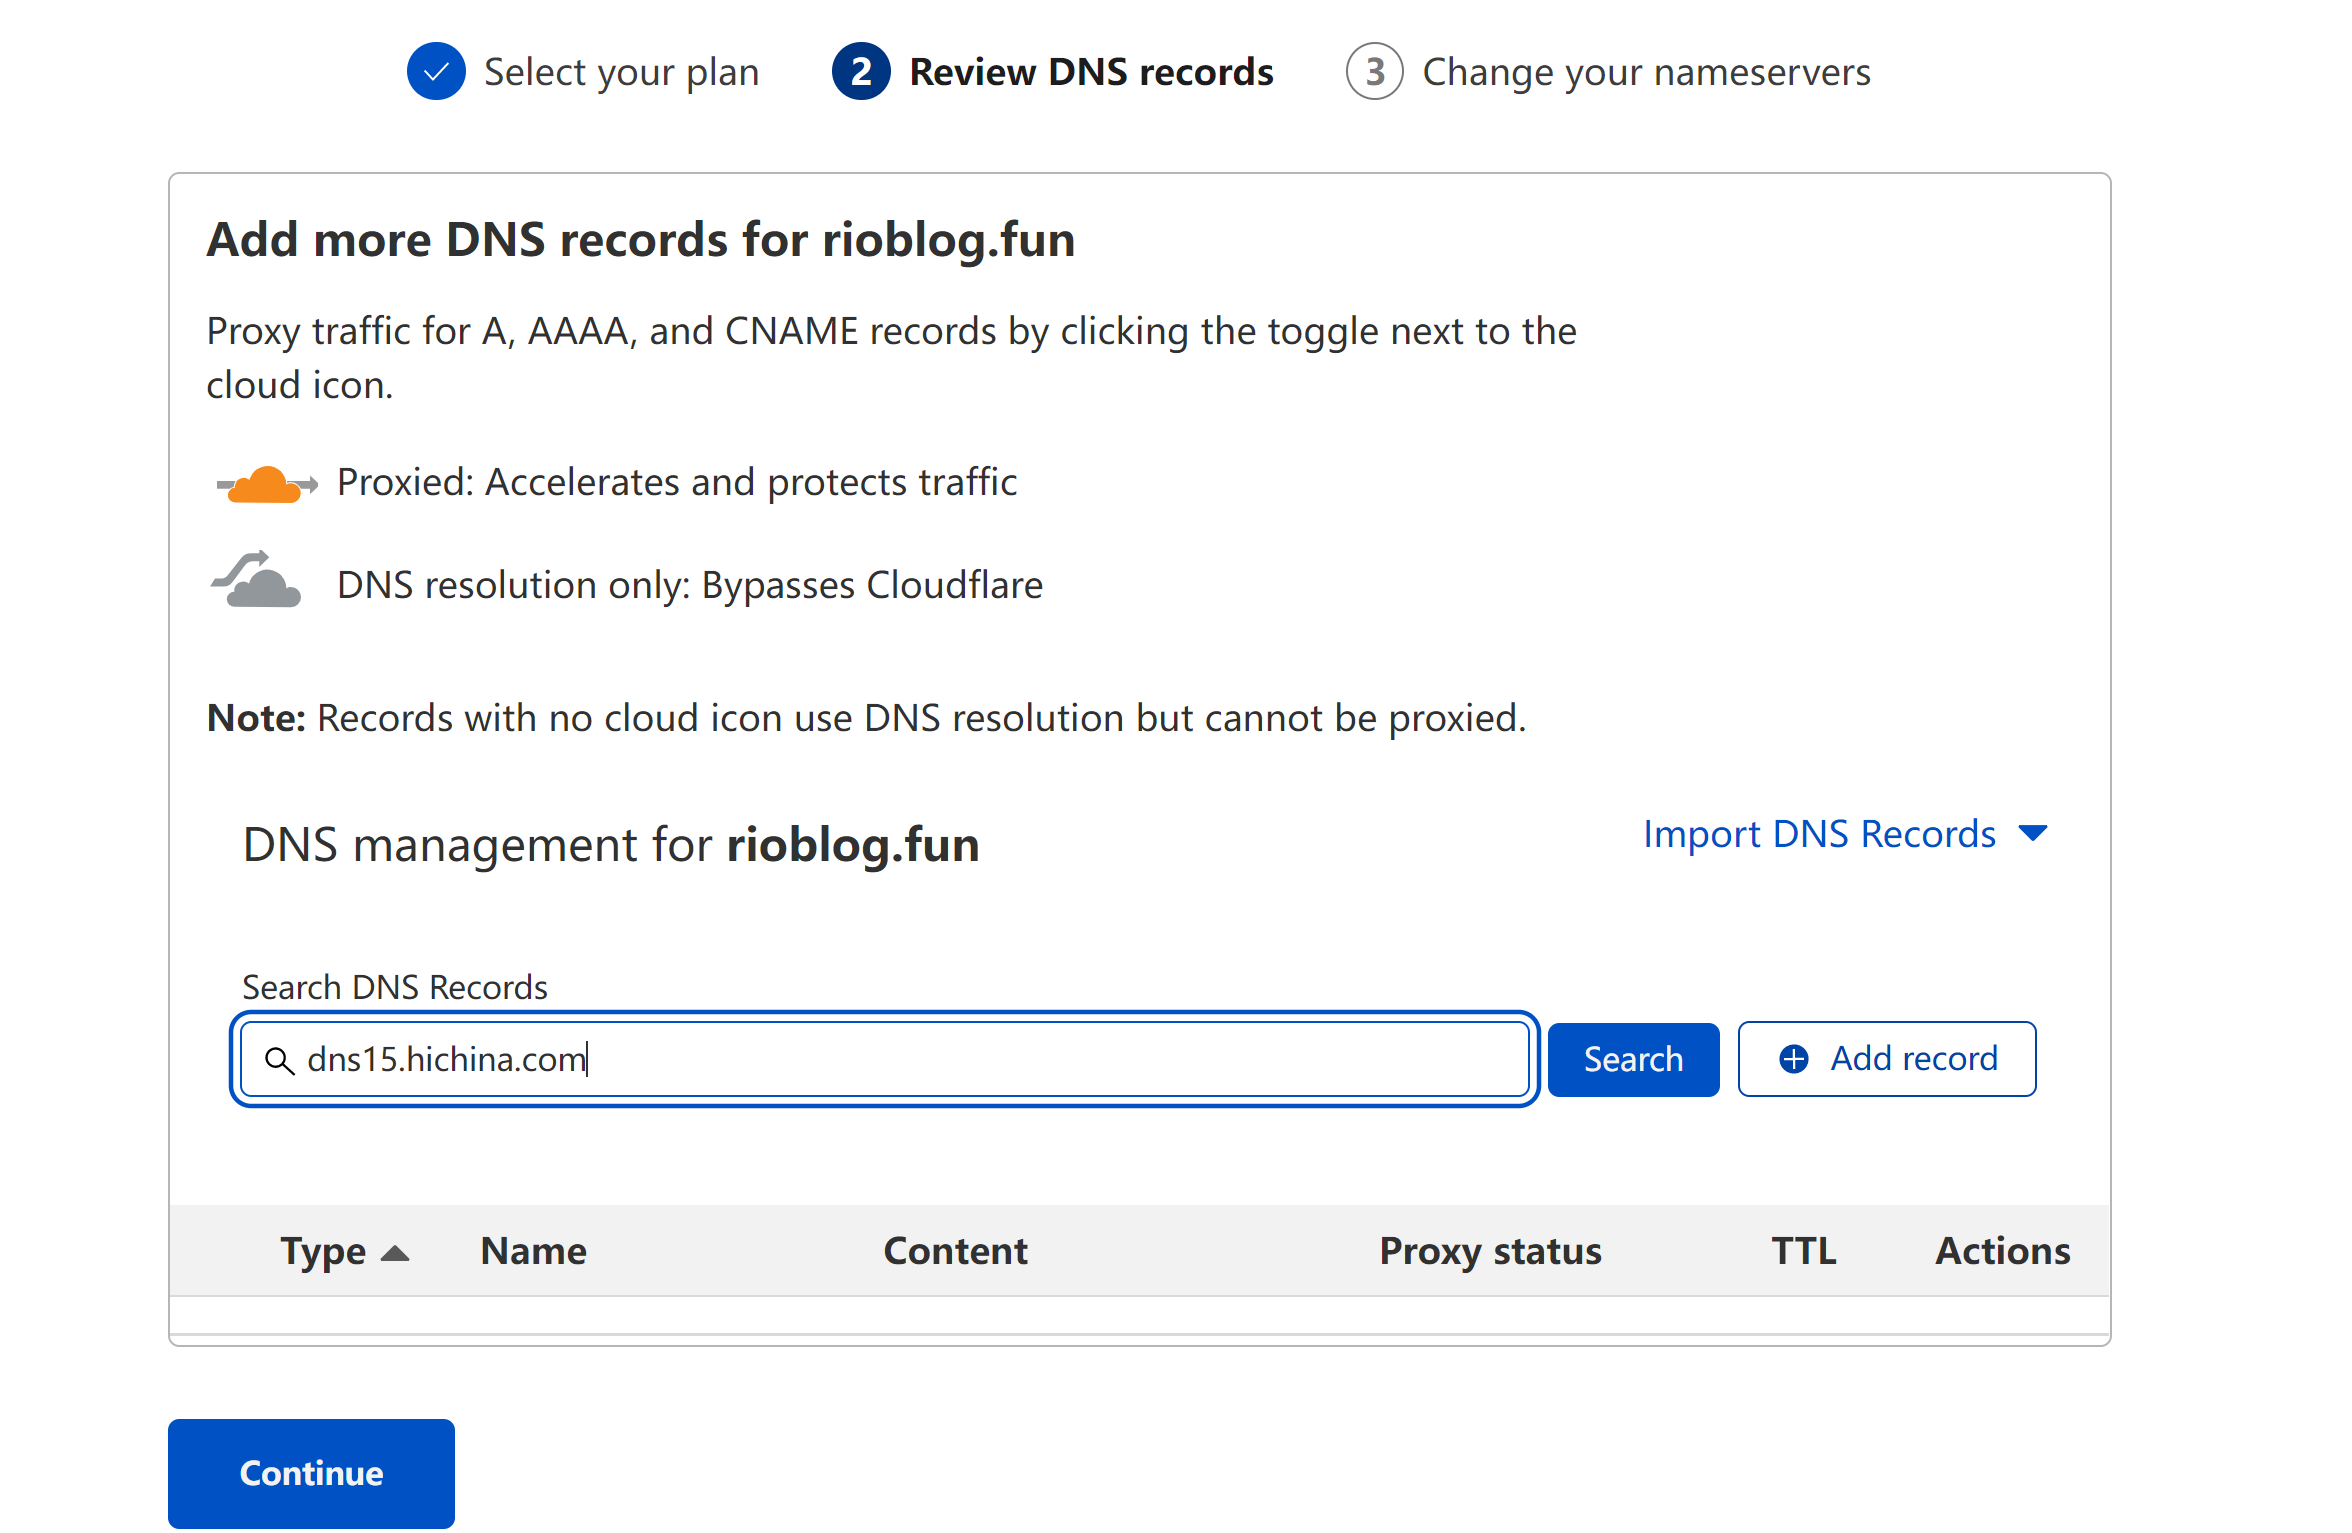 Select your plan
2 Review DNS records
3 Change your nameservers
Add more DNS records for rioblog.fun
Proxy traffic for A, AAAA, and CNAME records by clicking the toggle next to the
cloud icon.
Proxied: Accelerates and protects traffic
DNS resolution only: Bypasses Cloudflare
Note: Records with no cloud icon use DNS resolution but cannot be proxied.
DNS management for rioblog.fun
Import DNS Records
Search DNS Records
dns15.hichina.com
Search
Add record
Type Name Content Proxy status TTL Actions
Continue